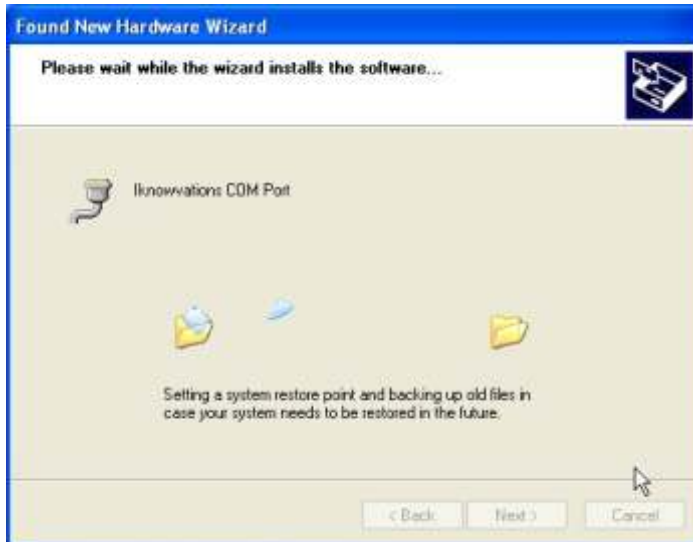 Found New Hardware Wizard
Please wait while the wizard installs the software...
Iknowvations COM Port
Setting a system restore point and backing up old files in
case your system needs to be restored in the future.
< Back
Next >
Cancel